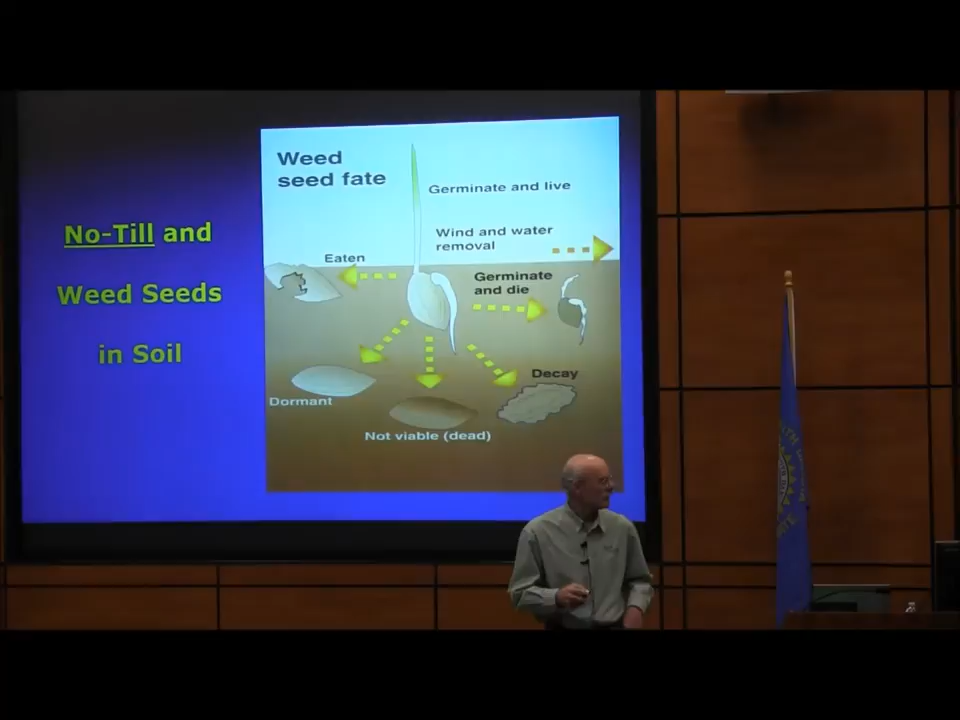 No-Till and
Weed Seeds
in Soil
Weed
seed fate
Germinate and live
Wind and water
removal
Eaten
Germinate
and die
Decay
Dormant
Not viable (dead)